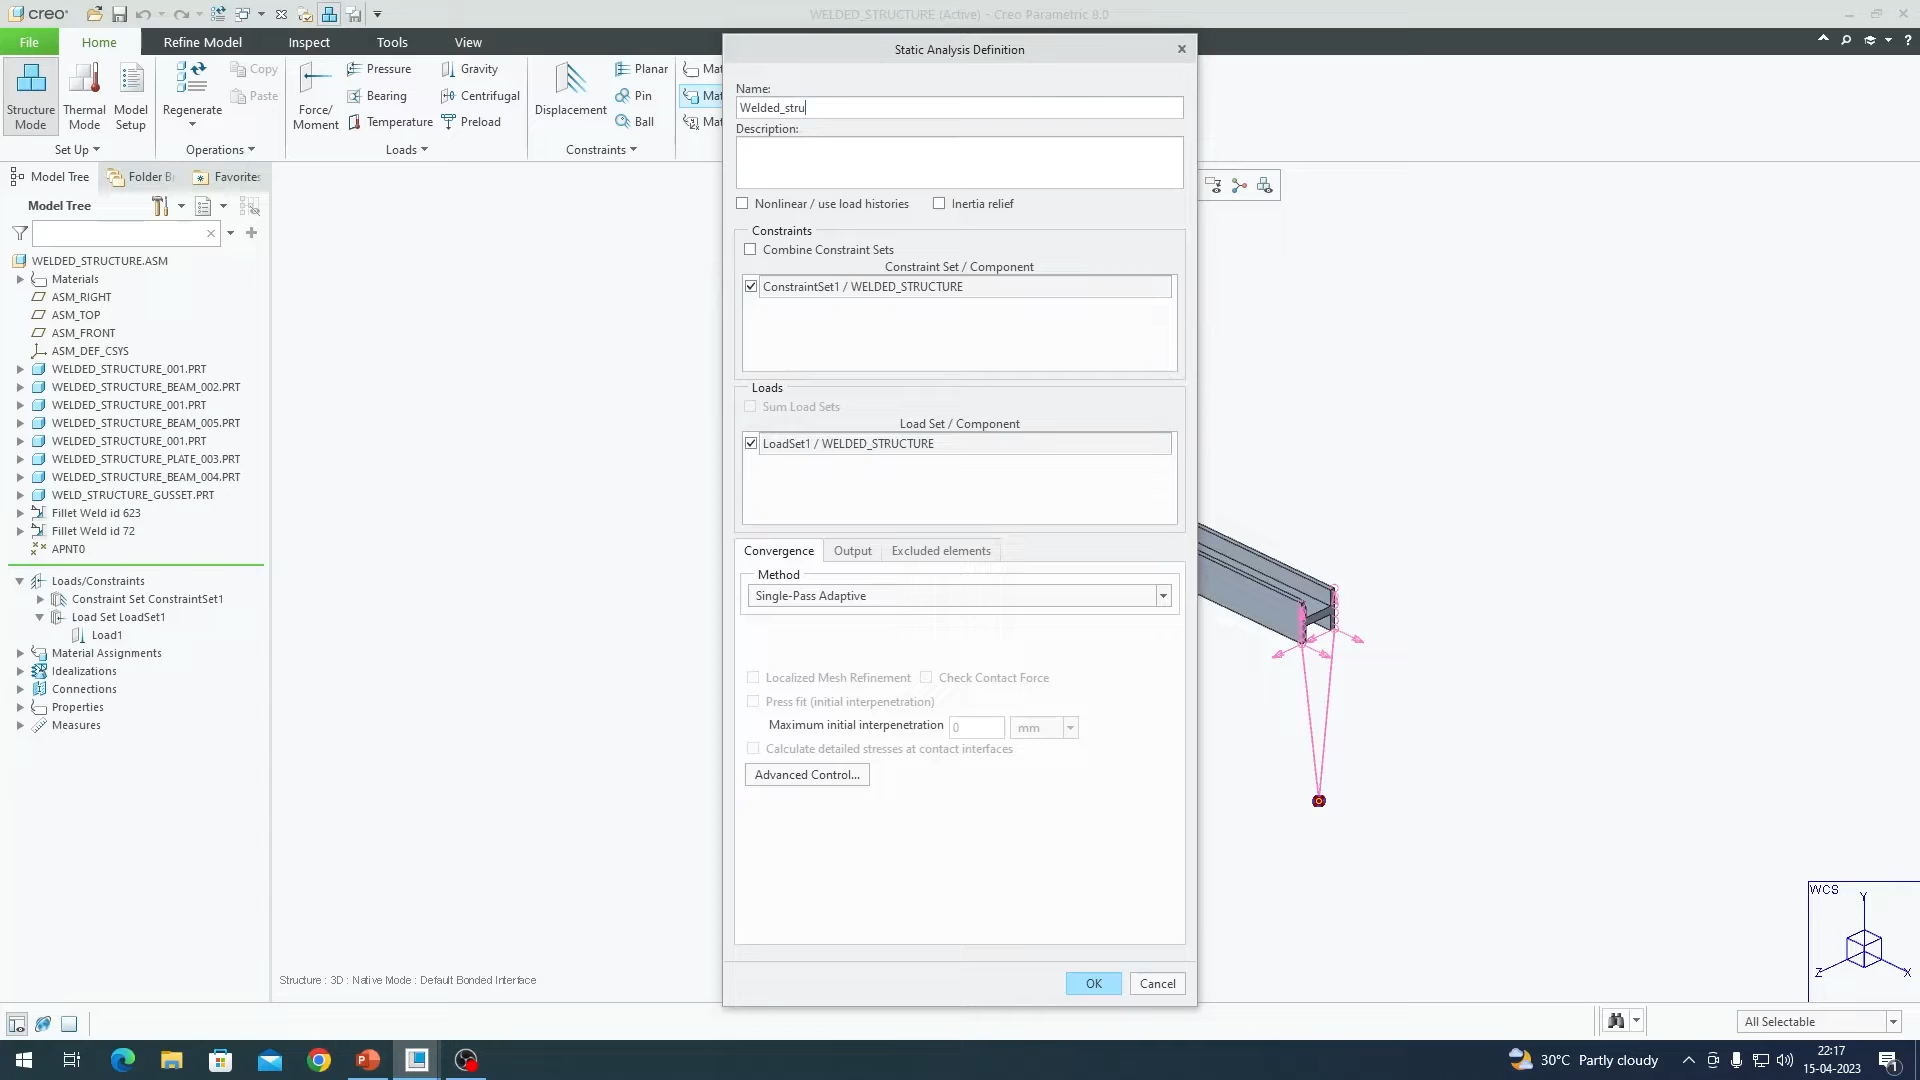 creo
WELDED_STRUCTURE (Active) - Creo Parametric 8.0
File
Home
Refine Model
Inspect
Tools
View
Structure Mode
Thermal Mode
Model Setup
Set Up
Regenerate
Copy
Paste
Operations
Force/
Moment
Pressure
Bearing
Temperature
Gravity
Centrifugal
Preload
Loads
Displacement
Planar
Pin
Ball
Constraints
Mat
Mat
Mat
Model Tree
Folder Br
Favorites
Model Tree
WELDED_STRUCTURE.ASM
Materials
ASM_RIGHT
ASM_TOP
ASM_FRONT
ASM_DEF_CSYS
WELDED_STRUCTURE_001.PRT
WELDED_STRUCTURE_BEAM_002.PRT
WELDED_STRUCTURE_001.PRT
WELDED_STRUCTURE_BEAM_005.PRT
WELDED_STRUCTURE_001.PRT
WELDED_STRUCTURE_PLATE_003.PRT
WELDED_STRUCTURE_BEAM_004.PRT
WELD_STRUCTURE_GUSSET.PRT
Fillet Weld id 623
Fillet Weld id 72
APNT0
Loads/Constraints
Constraint Set ConstraintSet1
Load Set LoadSet1
Load1
Material Assignments
Idealizations
Connections
Properties
Measures
Static Analysis Definition
Name:
Welded_stru
Description:
Nonlinear / use load histories
Inertia relief
Constraints
Combine Constraint Sets
Constraint Set / Component
ConstraintSet1 / WELDED_STRUCTURE
Loads
Sum Load Sets
Load Set / Component
LoadSet1 / WELDED_STRUCTURE
Convergence
Output
Excluded elements
Method
Single-Pass Adaptive
Localized Mesh Refinement
Check Contact Force
Press fit (initial interpenetration)
Maximum initial interpenetration
0
mm
Calculate detailed stresses at contact interfaces
Advanced Control...
OK
Cancel
WCS
Y
Z
X
Structure : 3D : Native Mode : Default Bonded Interface
All Selectable
30°C Partly cloudy
22:17
15-04-2023
1